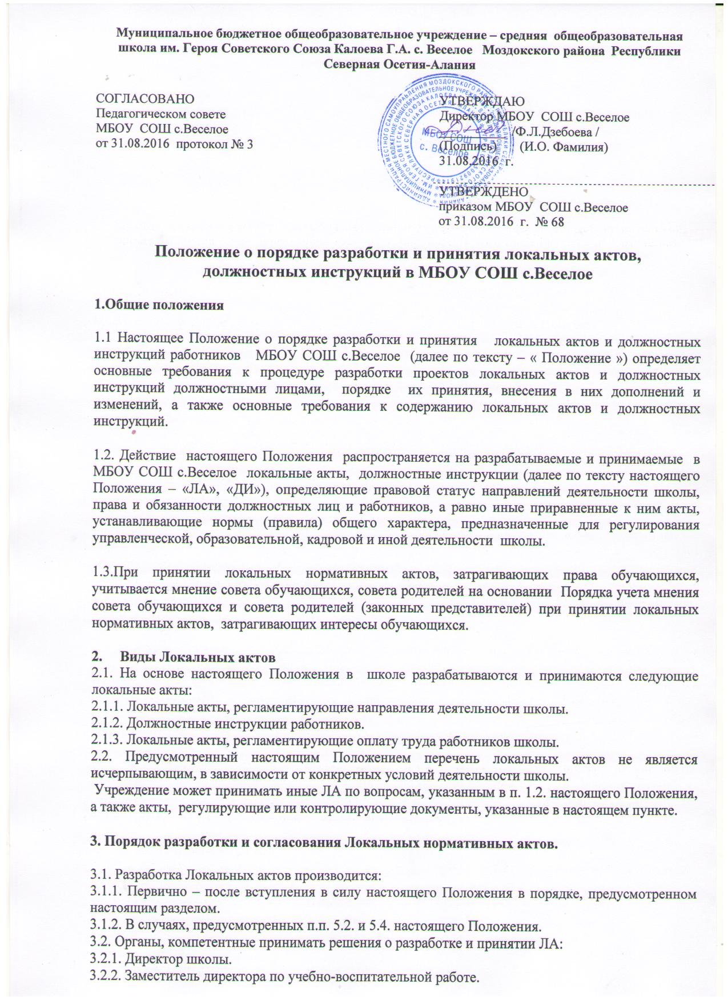 Муниципальное бюджетное общеобразовательное учреждение – средняя общеобразовательная
школа им. Героя Советского Союза Калоева Г.А. с. Веселое Моздокского района Республики
Северная Осетия-Алания
СОГЛАСОВАНО
Педагогическом совете
МБОУ СОШ с.Веселое
от 31.08.2016 протокол № 3
МБОУ СОШ
с. Веселое
УТВЕРЖДАЮ
Директор МБОУ СОШ с.Веселое
/Ф.Л.Дзебоева /
(Подпись) (И.О. Фамилия)
31.08.2016 г.
УТВЕРЖДЕНО
приказом МБОУ СОШ с.Веселое
от 31.08.2016 г. № 68
Положение о порядке разработки и принятия локальных актов,
должностных инструкций в МБОУ СОШ с.Веселое
1.Общие положения
1.1 Настоящее Положение о порядке разработки и принятия локальных актов и должностных
инструкций работников МБОУ СОШ с.Веселое (далее по тексту – « Положение ») определяет
основные требования к процедуре разработки проектов локальных актов и должностных
инструкций должностными лицами, порядке их принятия, внесения в них дополнений и
изменений, а также основные требования к содержанию локальных актов и должностных
инструкций.
1.2. Действие настоящего Положения распространяется на разрабатываемые и принимаемые в
МБОУ СОШ с.Веселое локальные акты, должностные инструкции (далее по тексту настоящего
Положения – «ЛА», «ДИ»), определяющие правовой статус направлений деятельности школы,
права и обязанности должностных лиц и работников, а равно иные приравненные к ним акты,
устанавливающие нормы (правила) общего характера, предназначенные для регулирования
управленческой, образовательной, кадровой и иной деятельности школы.
1.3.При принятии локальных нормативных актов, затрагивающих права обучающихся,
учитывается мнение совета обучающихся, совета родителей на основании Порядка учета мнения
совета обучающихся и совета родителей (законных представителей) при принятии локальных
нормативных актов, затрагивающих интересы обучающихся.
2. Виды Локальных актов
2.1. На основе настоящего Положения в школе разрабатываются и принимаются следующие
локальные акты:
2.1.1. Локальные акты, регламентирующие направления деятельности школы.
2.1.2. Должностные инструкции работников.
2.1.3. Локальные акты, регламентирующие оплату труда работников школы.
2.2. Предусмотренный настоящим Положением перечень локальных актов не является
исчерпывающим, в зависимости от конкретных условий деятельности школы.
Учреждение может принимать иные ЛА по вопросам, указанным в п. 1.2. настоящего Положения,
а также акты, регулирующие или контролирующие документы, указанные в настоящем пункте.
3. Порядок разработки и согласования Локальных нормативных актов.
3.1. Разработка Локальных актов производится:
3.1.1. Первично – после вступления в силу настоящего Положения в порядке, предусмотренном
настоящим разделом.
3.1.2. В случаях, предусмотренных п.п. 5.2. и 5.4. настоящего Положения.
3.2. Органы, компетентные принимать решения о разработке и принятии ЛА:
3.2.1. Директор школы.
3.2.2. Заместитель директора по учебно-воспитательной работе.